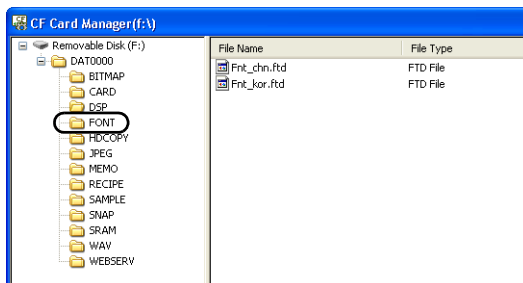 CF Card Manager(f:\)
Removable Disk (F:)
DAT0000
BITMAP
CARD
DSP
FONT
HDCOPY
JPEG
MEMO
RECIPE
SAMPLE
SNAP
SRAM
WAV
WEBSERV
File Name File Type
Fnt_chn.ftd FTD File
Fnt_kor.ftd FTD File